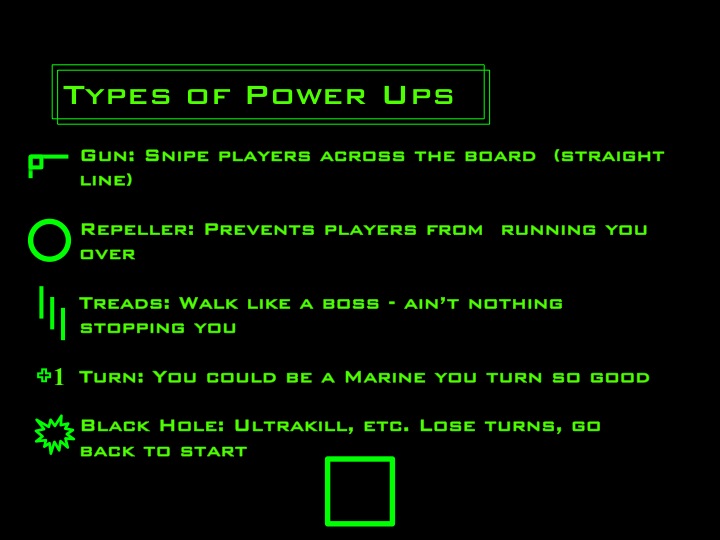 Types of Power Ups
Gun: Snipe players across the board (straight
line)
Repeller: Prevents players from running you
over
Treads: Walk like a boss - ain't nothing
stopping you
+1 Turn: You could be a Marine you turn so good
Black Hole: Ultrakill, etc. Lose turns, go
back to start